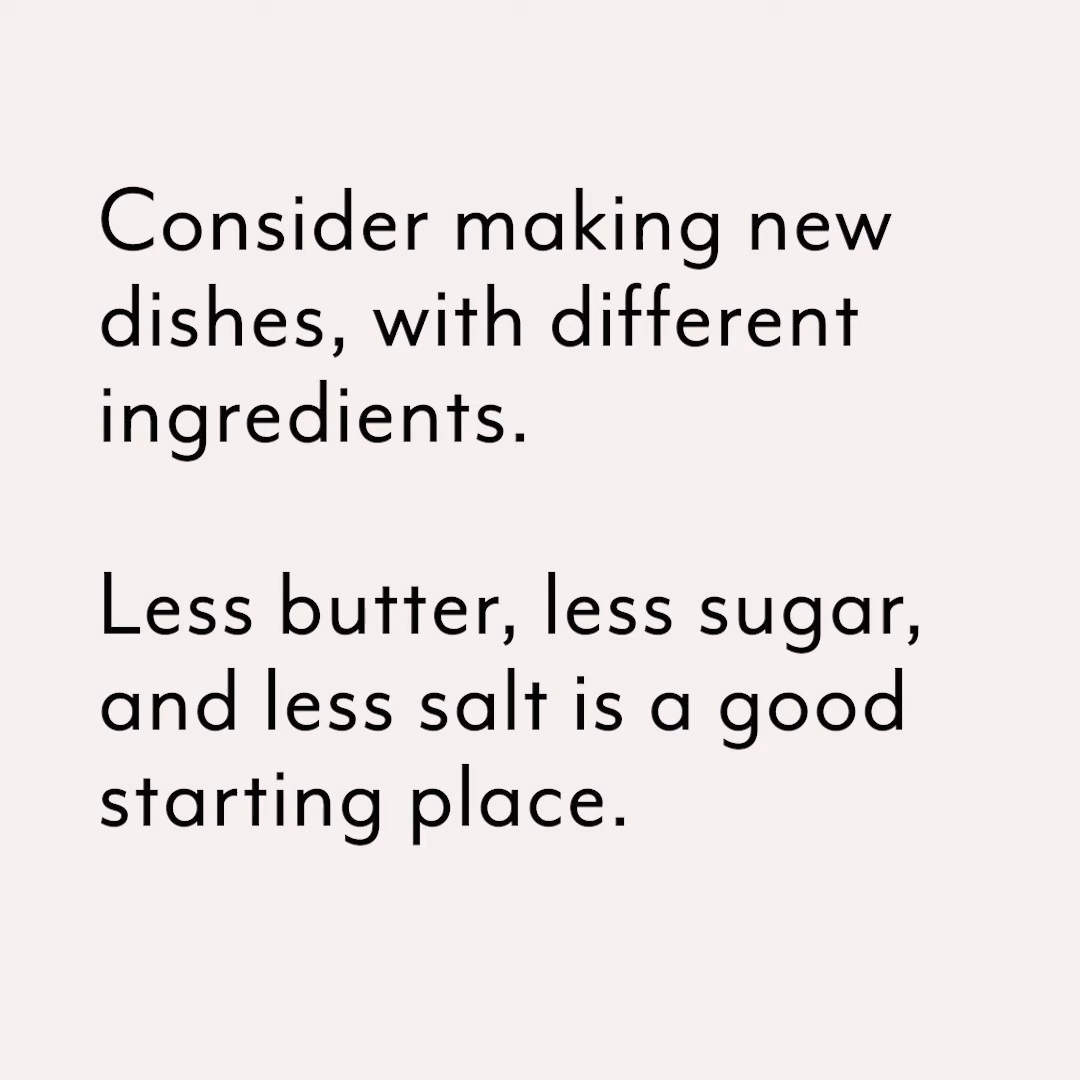 Consider making new
dishes, with different
ingredients.
Less butter, less sugar,
and less salt is a good
starting place.